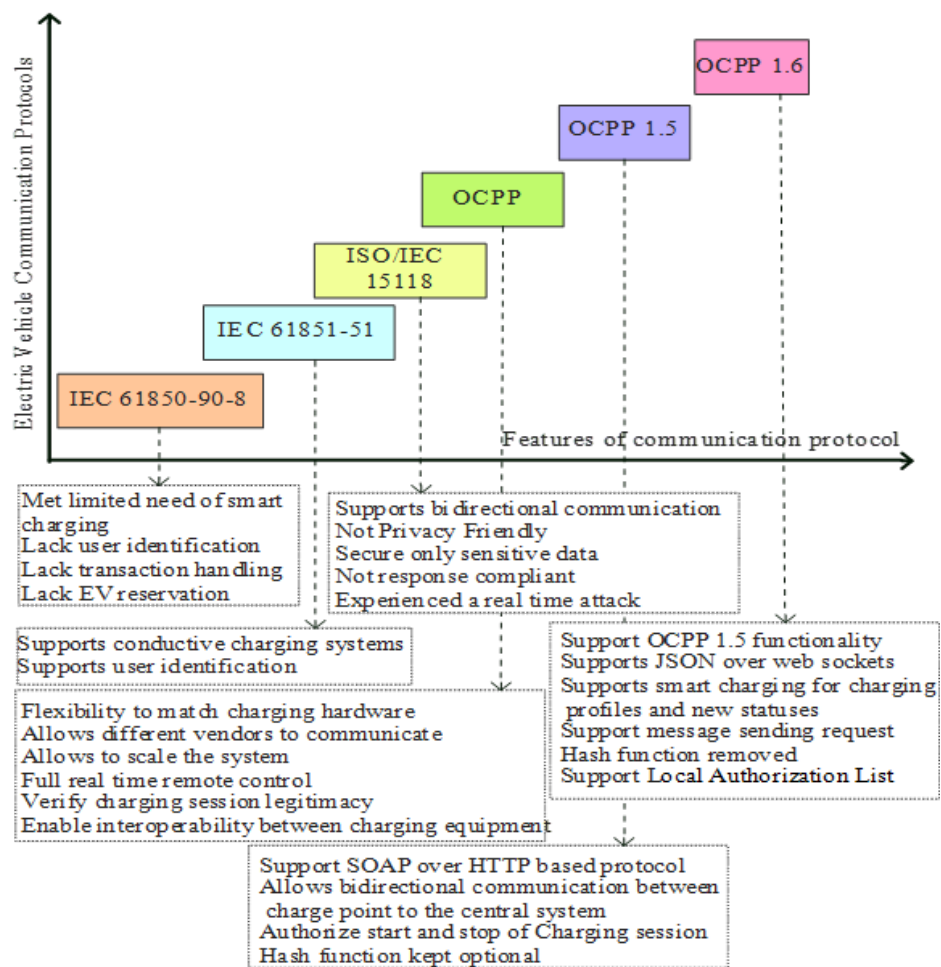 Electric Vehicle Communication Protocols
OCPP 1.6
OCPP 1.5
OCPP
ISO/IEC
15118
IEC 61851-51
IEC 61850-90-8
Features of communication protocol
Met limited need of smart
charging
Lack user identification
Lack transaction handling
Lack EV reservation
Supports bidirectional communication
Not Privacy Friendly
Secure only sensitive data
Not response compliant
Experienced a real time attack
Supports conductive charging systems
Supports user identification
Support OCPP 1.5 functionality
Supports JSON over web sockets
Supports smart charging for charging
profiles and new statuses
Support message sending request
Hash function removed
Support Local Authorization List
Flexibility to match charging hardware
Allows different vendors to communicate
Allows to scale the system
Full real time remote control
Verify charging session legitimacy
Enable interoperability between charging equipment
Support SOAP over HTTP based protocol
Allows bidirectional communication between
charge point to the central system
Authorize start and stop of Charging session
Hash function kept optional